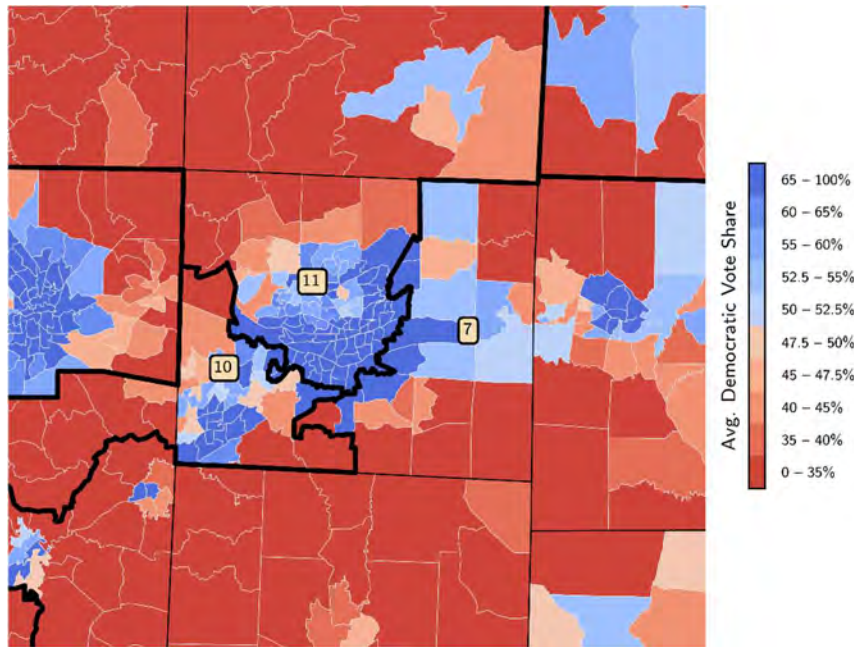 11
7
10
Avg. Democratic Vote Share
65 – 100%
60 – 65%
55 – 60%
52.5 – 55%
50 – 52.5%
47.5 – 50%
45 – 47.5%
40 – 45%
35 – 40%
0 – 35%